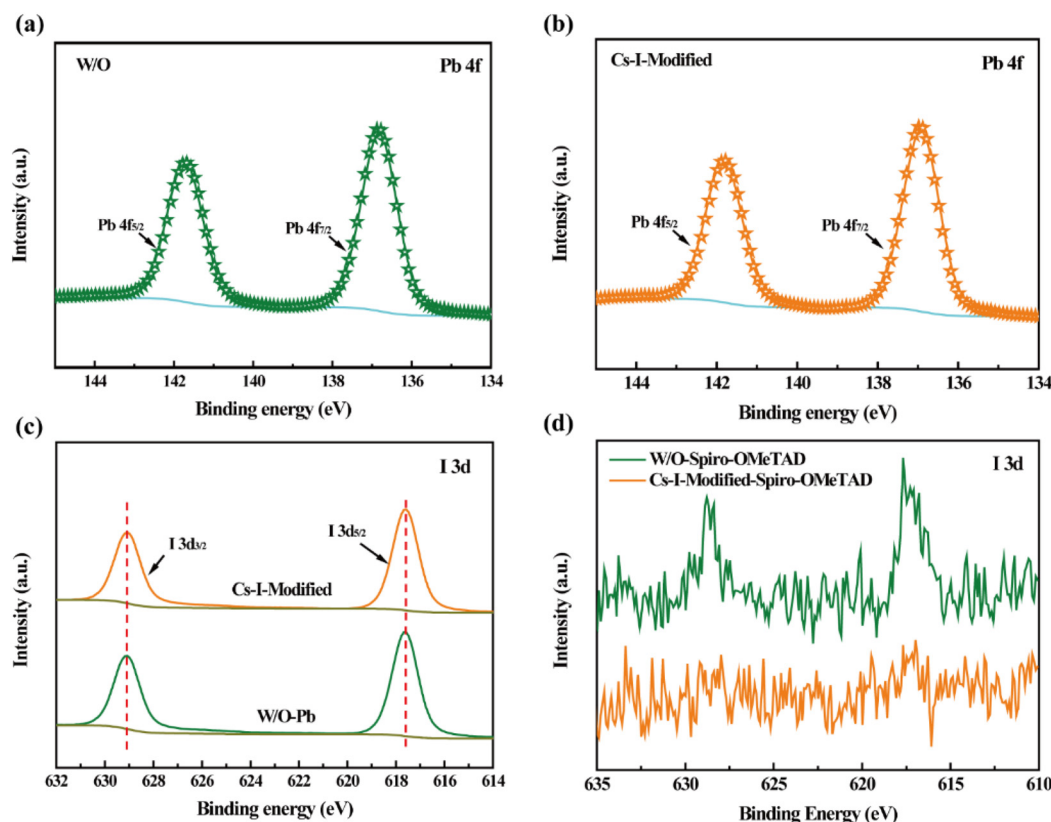 (a)
W/O
Pb 4f
Pb 4f5/2
Pb 4f7/2
Intensity (a.u.)
144 142 140 138 136 134
Binding energy (eV)
(b)
Cs-I-Modified
Pb 4f
Pb 4f5/2
Pb 4f7/2
Intensity (a.u.)
144 142 140 138 136 134
Binding energy (eV)
(c)
I 3d
I 3d3/2
I 3d5/2
Cs-I-Modified
W/O-Pb
Intensity (a.u.)
632 630 628 626 624 622 620 618 616 614
Binding energy (eV)
(d)
W/O-Spiro-OMeTAD
Cs-I-Modified-Spiro-OMeTAD
I 3d
Intensity (a.u.)
635 630 625 620 615 610
Binding Energy (eV)